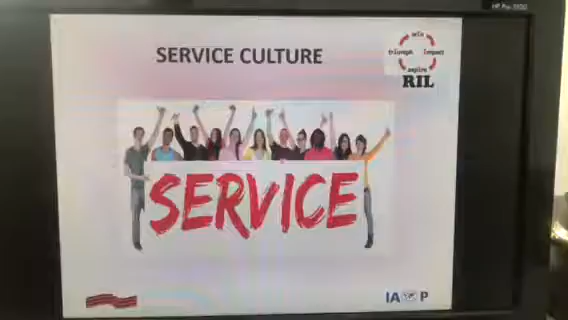 SERVICE CULTURE
win
triumph
impact
aspire
RIL
SERVICE
IA P